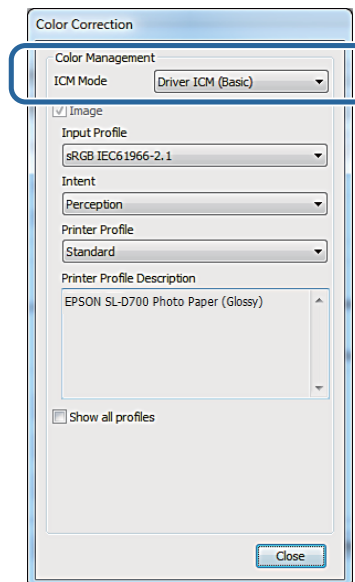 Color Correction
Color Management
ICM Mode Driver ICM (Basic)
Image
Input Profile
sRGB IEC61966-2.1
Intent
Perception
Printer Profile
Standard
Printer Profile Description
EPSON SL-D700 Photo Paper (Glossy)
Show all profiles
Close